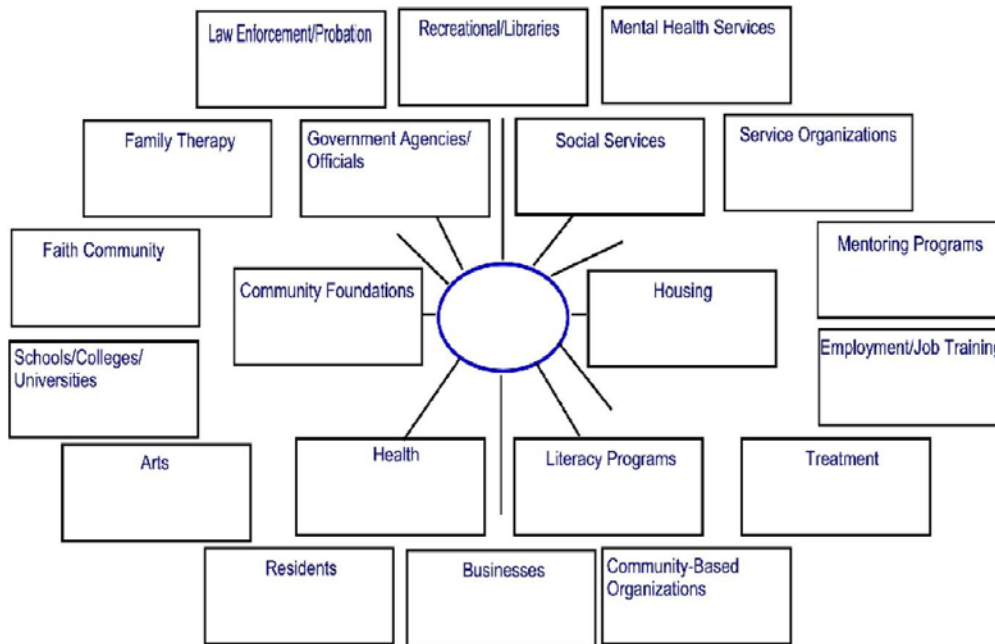 Law Enforcement/Probation
Recreational/Libraries
Mental Health Services
Family Therapy
Government Agencies/
Officials
Social Services
Service Organizations
Faith Community
Community Foundations
Housing
Mentoring Programs
Schools/Colleges/
Universities
Employment/Job Training
Arts
Health
Literacy Programs
Treatment
Residents
Businesses
Community-Based
Organizations